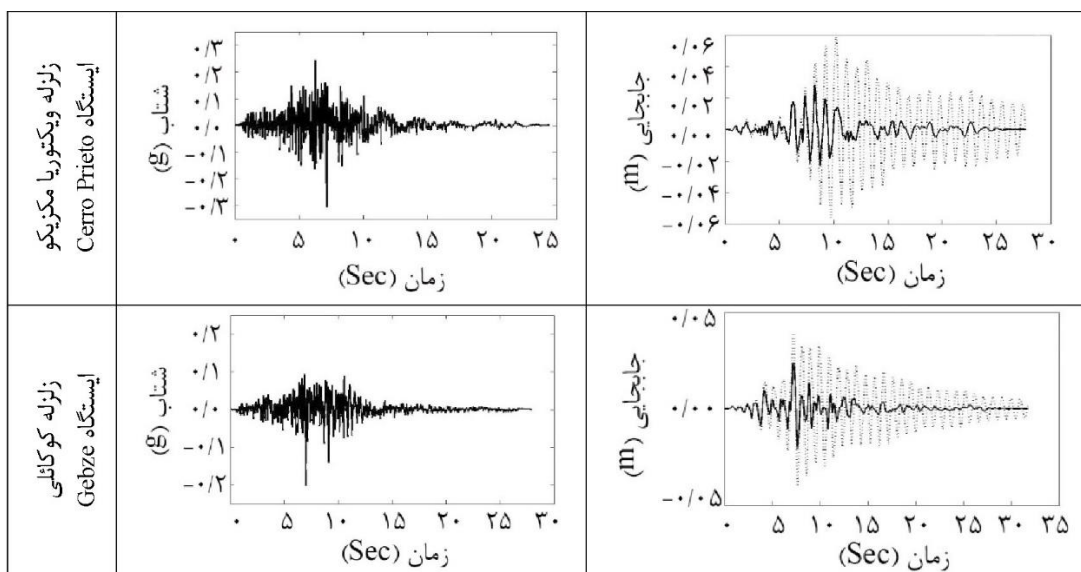 زلزله ویکتوریا مکزیکو
ایستگاه Cerro Prieto
شتاب (g)
۰/۳
۰/۲
۰/۱
۰/۰
-۰/۱
-۰/۲
-۰/۳
۰ ۵ ۱۰ ۱۵ ۲۰ ۲۵
زمان (Sec)
جابجایی (m)
۰/۰۶
۰/۰۴
۰/۰۲
۰/۰۰
-۰/۰۲
-۰/۰۴
-۰/۰۶
۰ ۵ ۱۰ ۱۵ ۲۰ ۲۵ ۳۰
زمان (Sec)
زلزله کوکائلی
ایستگاه Gebze
شتاب (g)
۰/۲
۰/۱
۰/۰
-۰/۱
-۰/۲
۰ ۵ ۱۰ ۱۵ ۲۰ ۲۵ ۳۰
زمان (Sec)
جابجایی (m)
۰/۰۵
۰/۰۰
-۰/۰۵
۰ ۵ ۱۰ ۱۵ ۲۰ ۲۵ ۳۰ ۳۵
زمان (Sec)